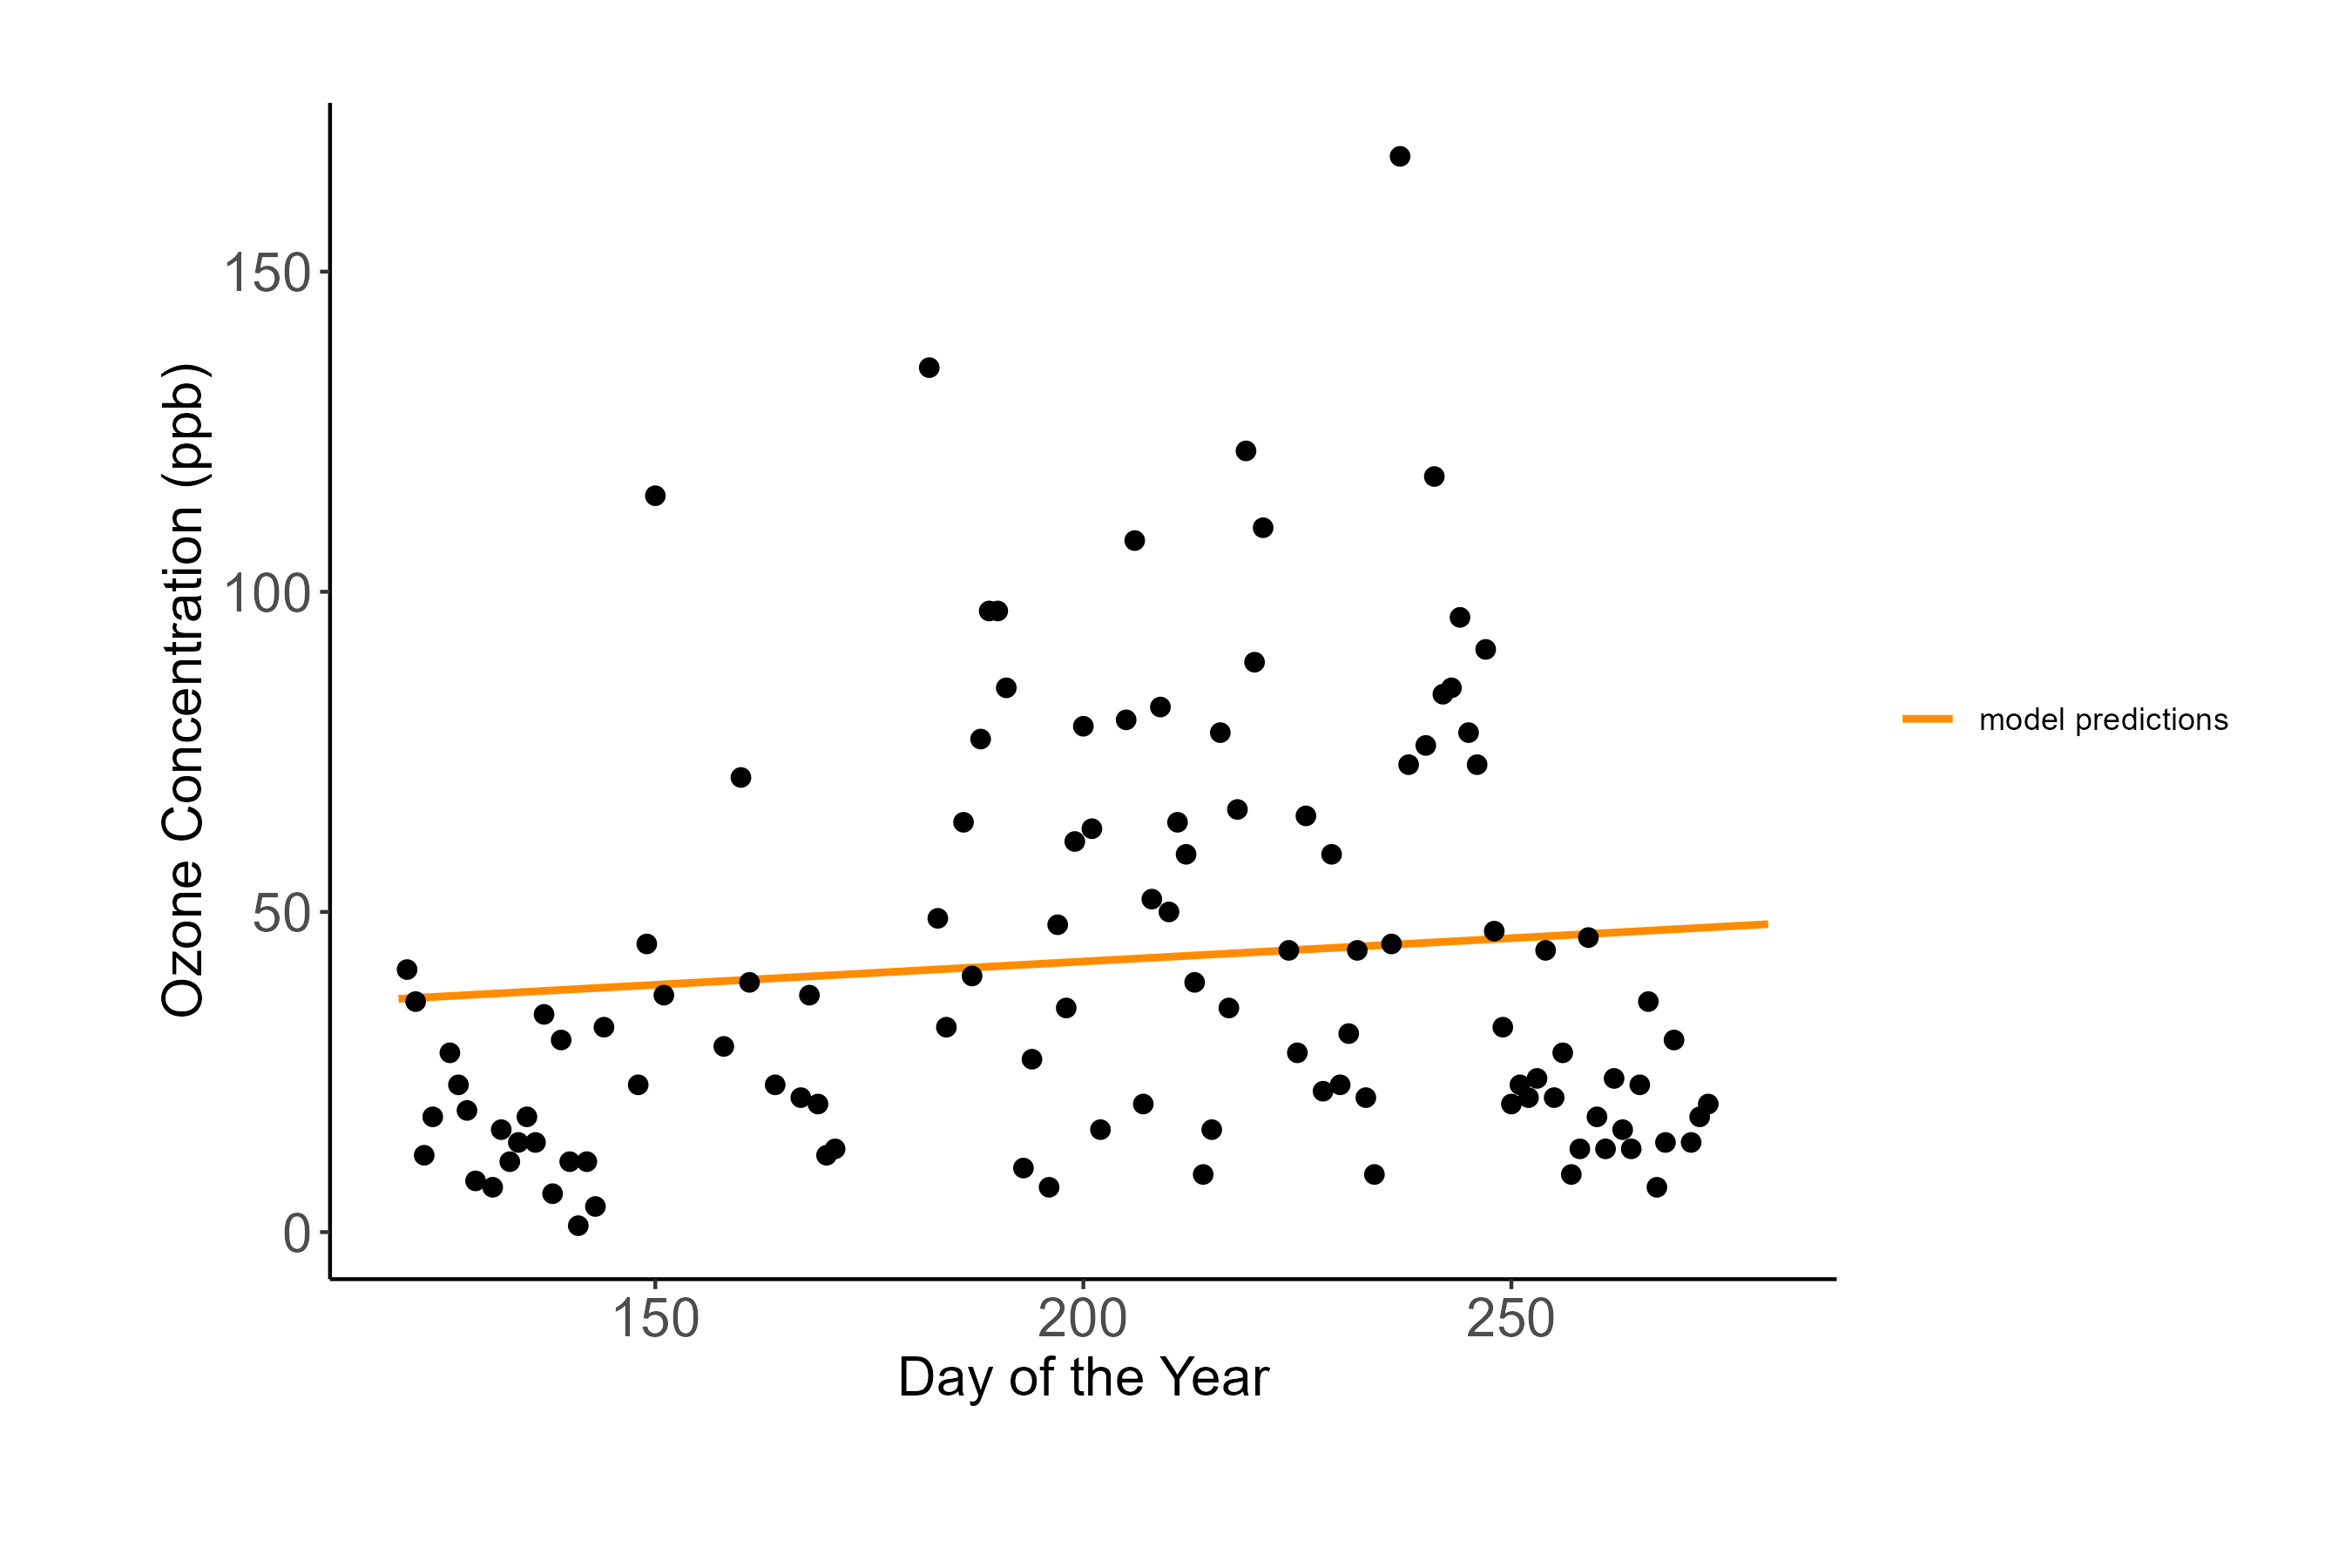 150
100
50
0
Ozone Concentration (ppb)
150
200
250
Day of the Year
model predictions